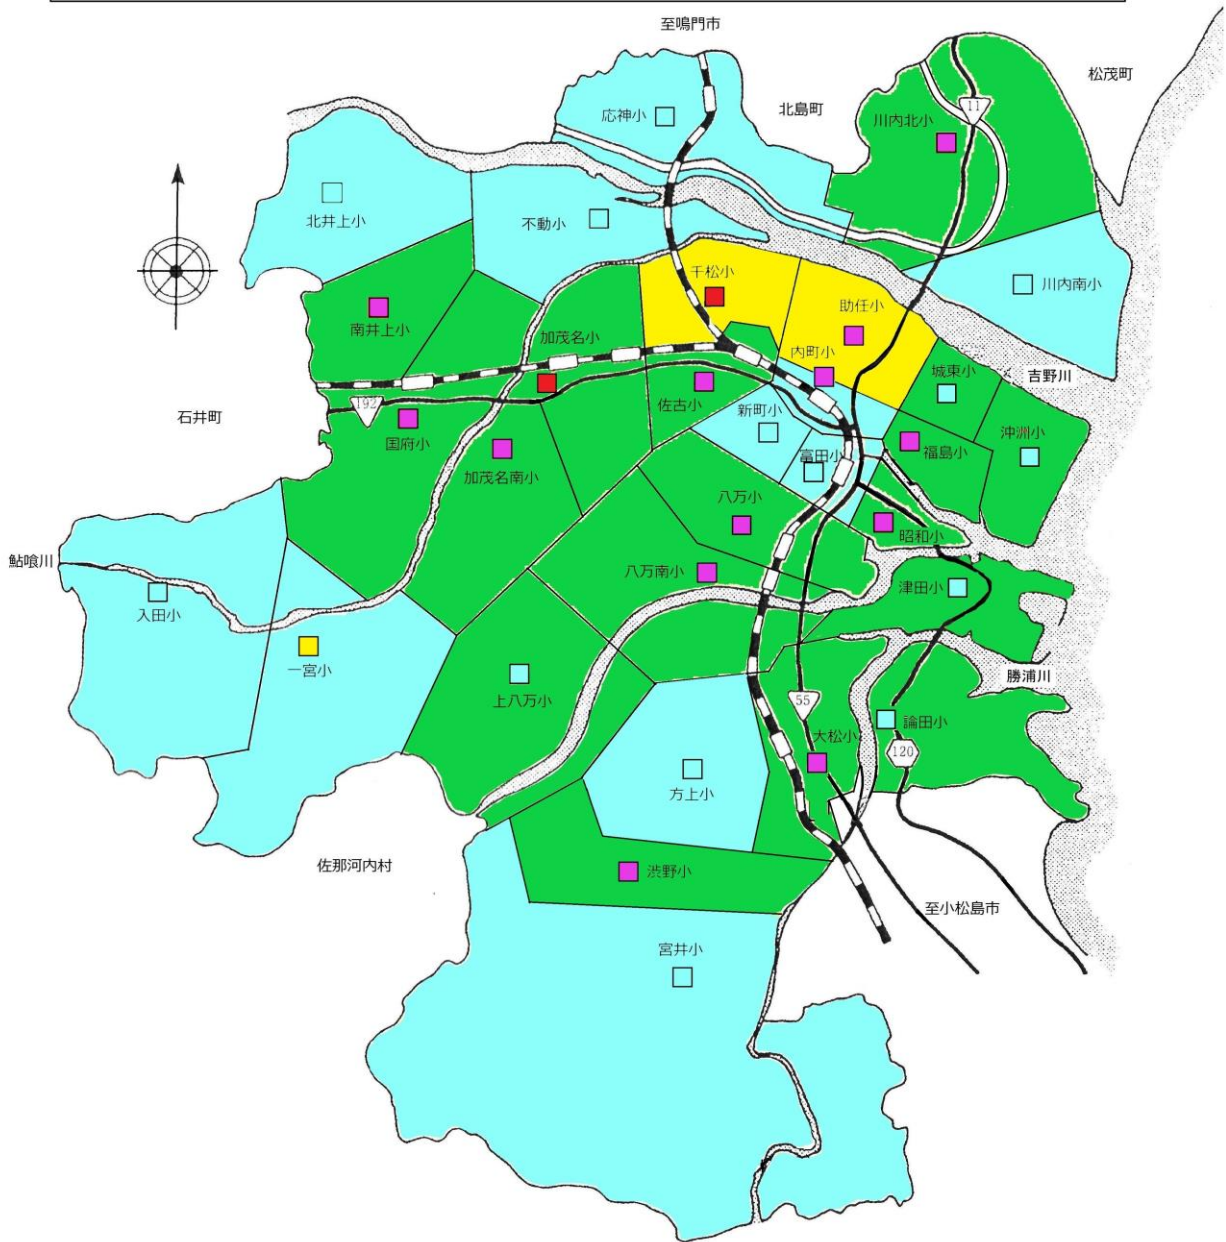 至鳴門市
松茂町
北島町
応神小
11
川内北小
北井上小
不動小
千松小
川内南小
助任小
南井上小
加茂名小
内町小
城東小
吉野川
石井町
192
国府小
佐古小
新町小
沖洲小
富田小
福島小
加茂名南小
八万小
昭和小
鮎喰川
八万南小
津田小
入田小
一宮小
上八万小
勝浦川
55
大松小
論田小
120
方上小
佐那河内村
渋野小
至小松島市
宮井小